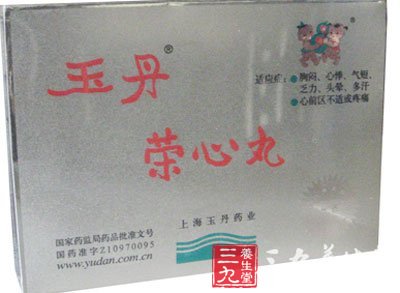 玉丹®
荣心丸
适应症:●胸闷、心悸、气短、
乏力、头晕、多汗
●心前区不适或疼痛
国家药监局药品批准文号
国药准字Z10970095
www.yudan.com.cn
上海玉丹药业
三九
養生堂